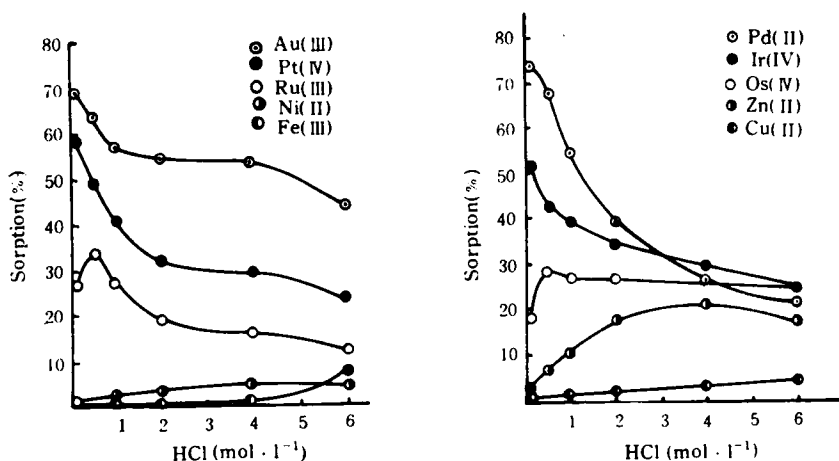 80
70
60
50
40
30
20
10
Sorption(%)
Au(III)
Pt(IV)
Ru(III)
Ni(II)
Fe(III)
1 2 3 4 5 6
HCl(mol · l⁻¹)
80
70
60
50
40
30
20
10
Sorption(%)
Pd(II)
Ir(IV)
Os(IV)
Zn(II)
Cu(II)
1 2 3 4 5 6
HCl(mol · l⁻¹)